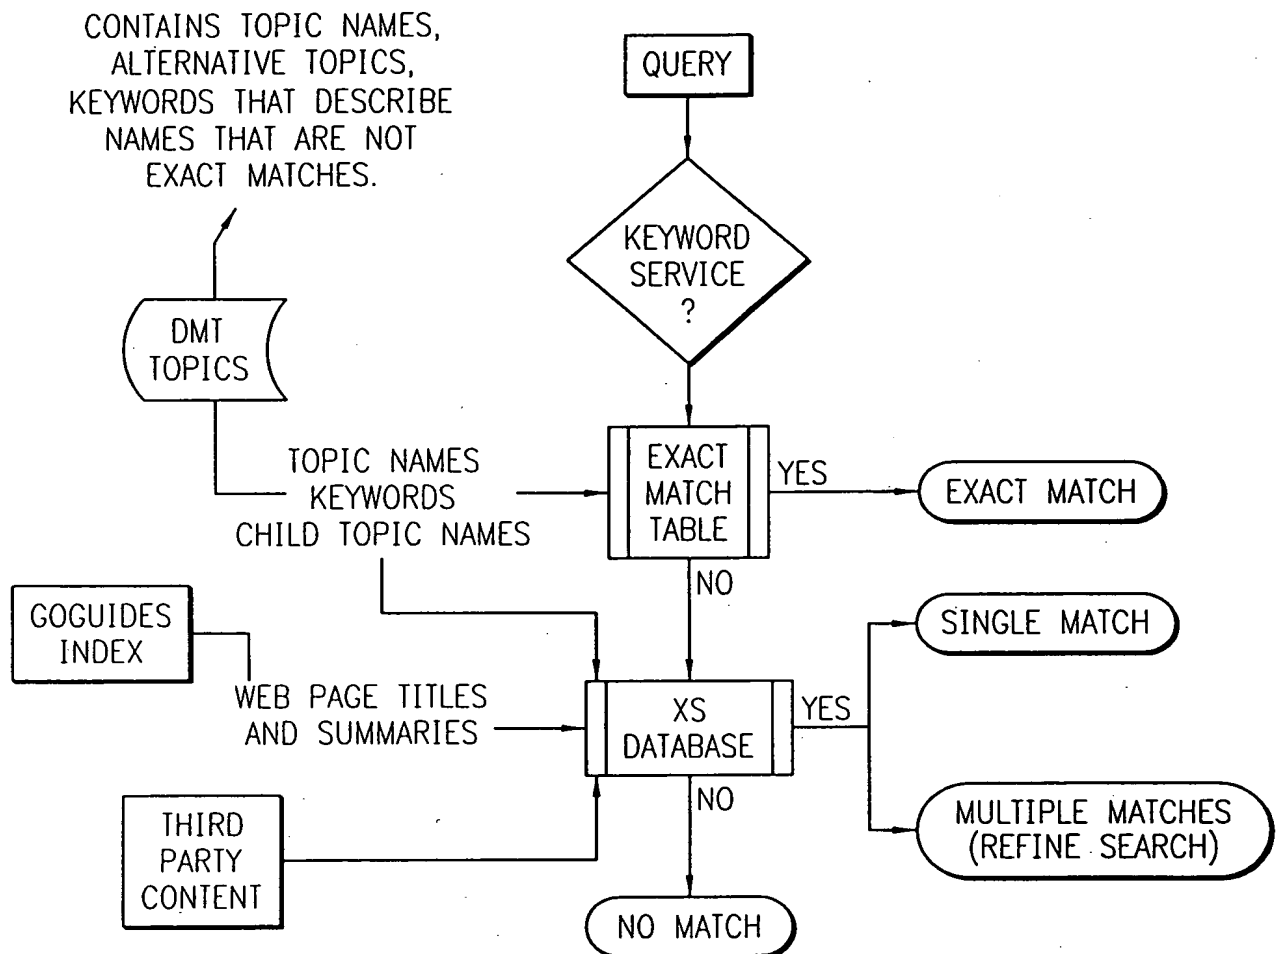 CONTAINS TOPIC NAMES,
ALTERNATIVE TOPICS,
KEYWORDS THAT DESCRIBE
NAMES THAT ARE NOT
EXACT MATCHES.
QUERY
KEYWORD
SERVICE
?
DMT
TOPICS
TOPIC NAMES
KEYWORDS
CHILD TOPIC NAMES
EXACT
MATCH
TABLE
YES
EXACT MATCH
NO
GOGUIDES
INDEX
WEB PAGE TITLES
AND SUMMARIES
XS
DATABASE
YES
SINGLE MATCH
MULTIPLE MATCHES
(REFINE SEARCH)
NO
THIRD
PARTY
CONTENT
NO MATCH